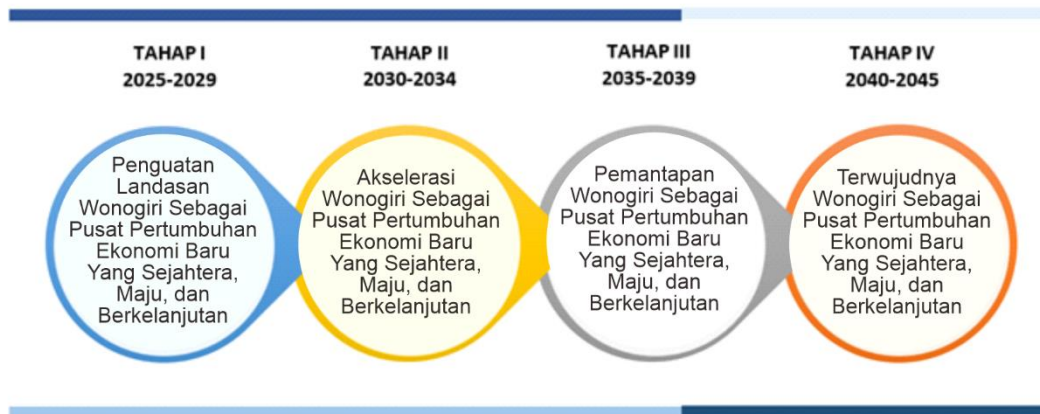 TAHAP I
2025-2029
TAHAP II
2030-2034
TAHAP III
2035-2039
TAHAP IV
2040-2045
Penguatan
Landasan
Wonogiri Sebagai
Pusat Pertumbuhan
Ekonomi Baru
Yang Sejahtera,
Maju, dan
Berkelanjutan
Akselerasi
Wonogiri Sebagai
Pusat Pertumbuhan
Ekonomi Baru
Yang Sejahtera,
Maju, dan
Berkelanjutan
Pemantapan
Wonogiri Sebagai
Pusat Pertumbuhan
Ekonomi Baru
Yang Sejahtera,
Maju, dan
Berkelanjutan
Terwujudnya
Wonogiri Sebagai
Pusat Pertumbuhan
Ekonomi Baru
Yang Sejahtera,
Maju, dan
Berkelanjutan